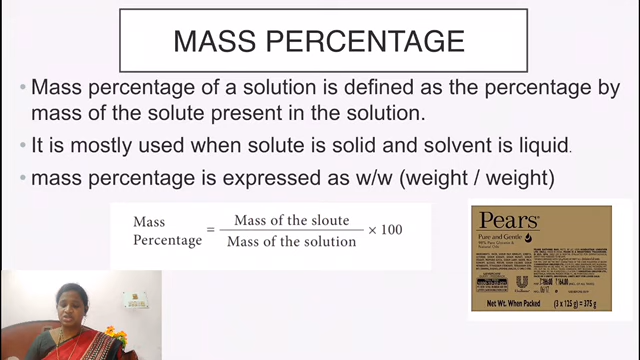 MASS PERCENTAGE
• Mass percentage of a solution is defined as the percentage by
mass of the solute present in the solution.
• It is mostly used when solute is solid and solvent is liquid.
• mass percentage is expressed as w/w (weight / weight)
Mass Percentage = Mass of the sloute / Mass of the solution × 100
Pears
Pure and Gentle
Unilever
Net Wt. When Packed (3 x 125 g) = 375 g